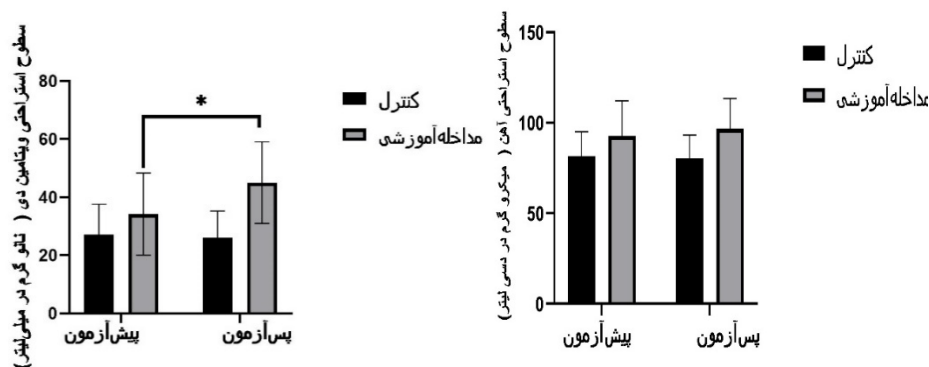 سطوح استراحتی ویتامین دی ( نانو گرم در میلی‌لیتر)
80
60
40
20
0
*
کنترل
مداخله‌آموزشی
پیش‌آزمون
پس‌آزمون
سطوح استراحتی آهن ( میکرو گرم در دسی لیتر)
150
100
50
0
کنترل
مداخله‌آموزشی
پیش‌آزمون
پس‌آزمون